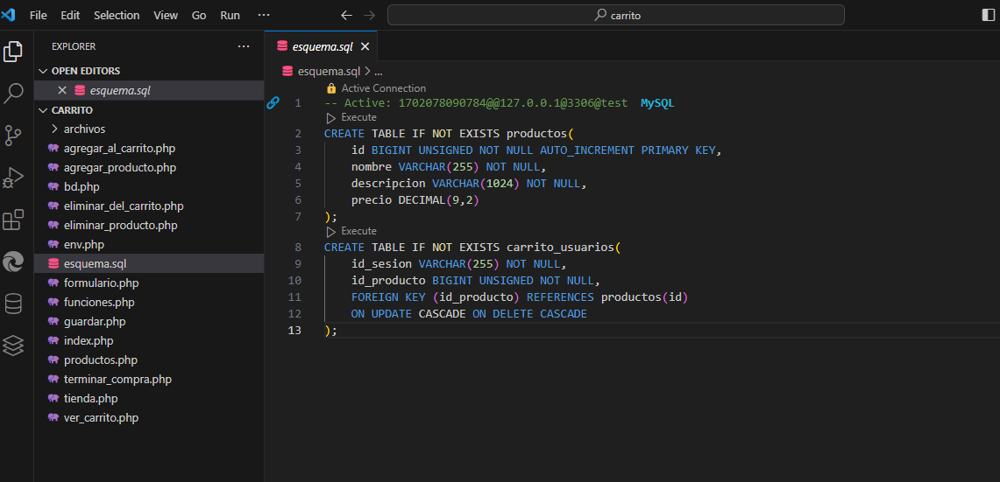 File Edit Selection View Go Run ···
carrito
EXPLORER
···
OPEN EDITORS
esquema.sql
CARRITO
archivos
agregar_al_carrito.php
agregar_producto.php
bd.php
eliminar_del_carrito.php
eliminar_producto.php
env.php
esquema.sql
formulario.php
funciones.php
guardar.php
index.php
productos.php
terminar_compra.php
tienda.php
ver_carrito.php
esquema.sql
esquema.sql > ...
Active Connection
1 -- Active: 1702078090784@@127.0.0.1@3306@test MySQL
Execute
2 CREATE TABLE IF NOT EXISTS productos(
3 id BIGINT UNSIGNED NOT NULL AUTO_INCREMENT PRIMARY KEY,
4 nombre VARCHAR(255) NOT NULL,
5 descripcion VARCHAR(1024) NOT NULL,
6 precio DECIMAL(9,2)
7 );
Execute
8 CREATE TABLE IF NOT EXISTS carrito_usuarios(
9 id_sesion VARCHAR(255) NOT NULL,
10 id_producto BIGINT UNSIGNED NOT NULL,
11 FOREIGN KEY (id_producto) REFERENCES productos(id)
12 ON UPDATE CASCADE ON DELETE CASCADE
13 );